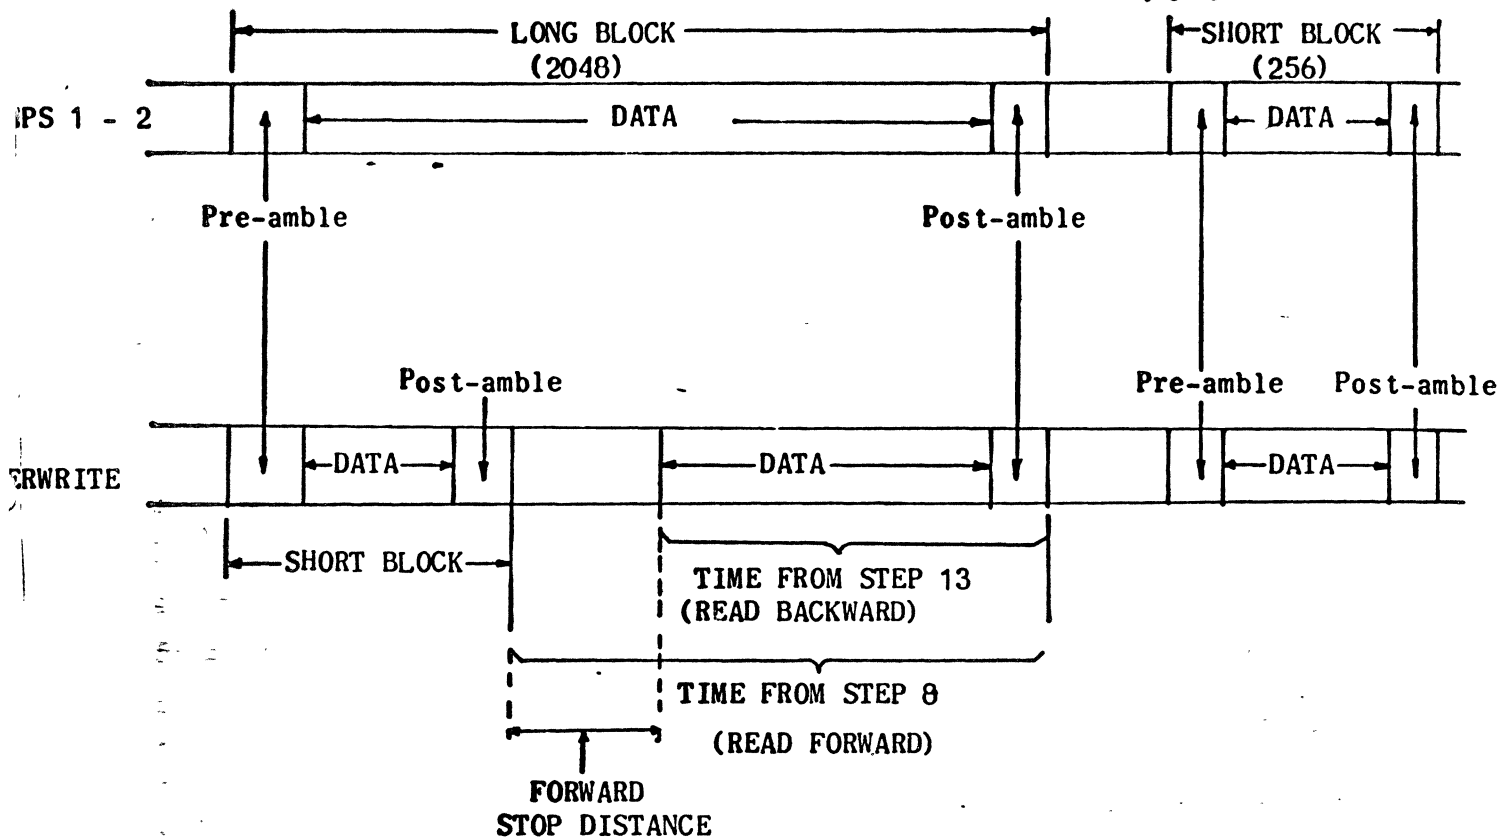 LONG BLOCK
(2048)
SHORT BLOCK
(256)
PS 1 - 2
DATA
DATA
Pre-amble
Post-amble
Post-amble
Pre-amble
Post-amble
ERWRITE
DATA
DATA
DATA
SHORT BLOCK
TIME FROM STEP 13
(READ BACKWARD)
TIME FROM STEP 8
(READ FORWARD)
FORWARD
STOP DISTANCE